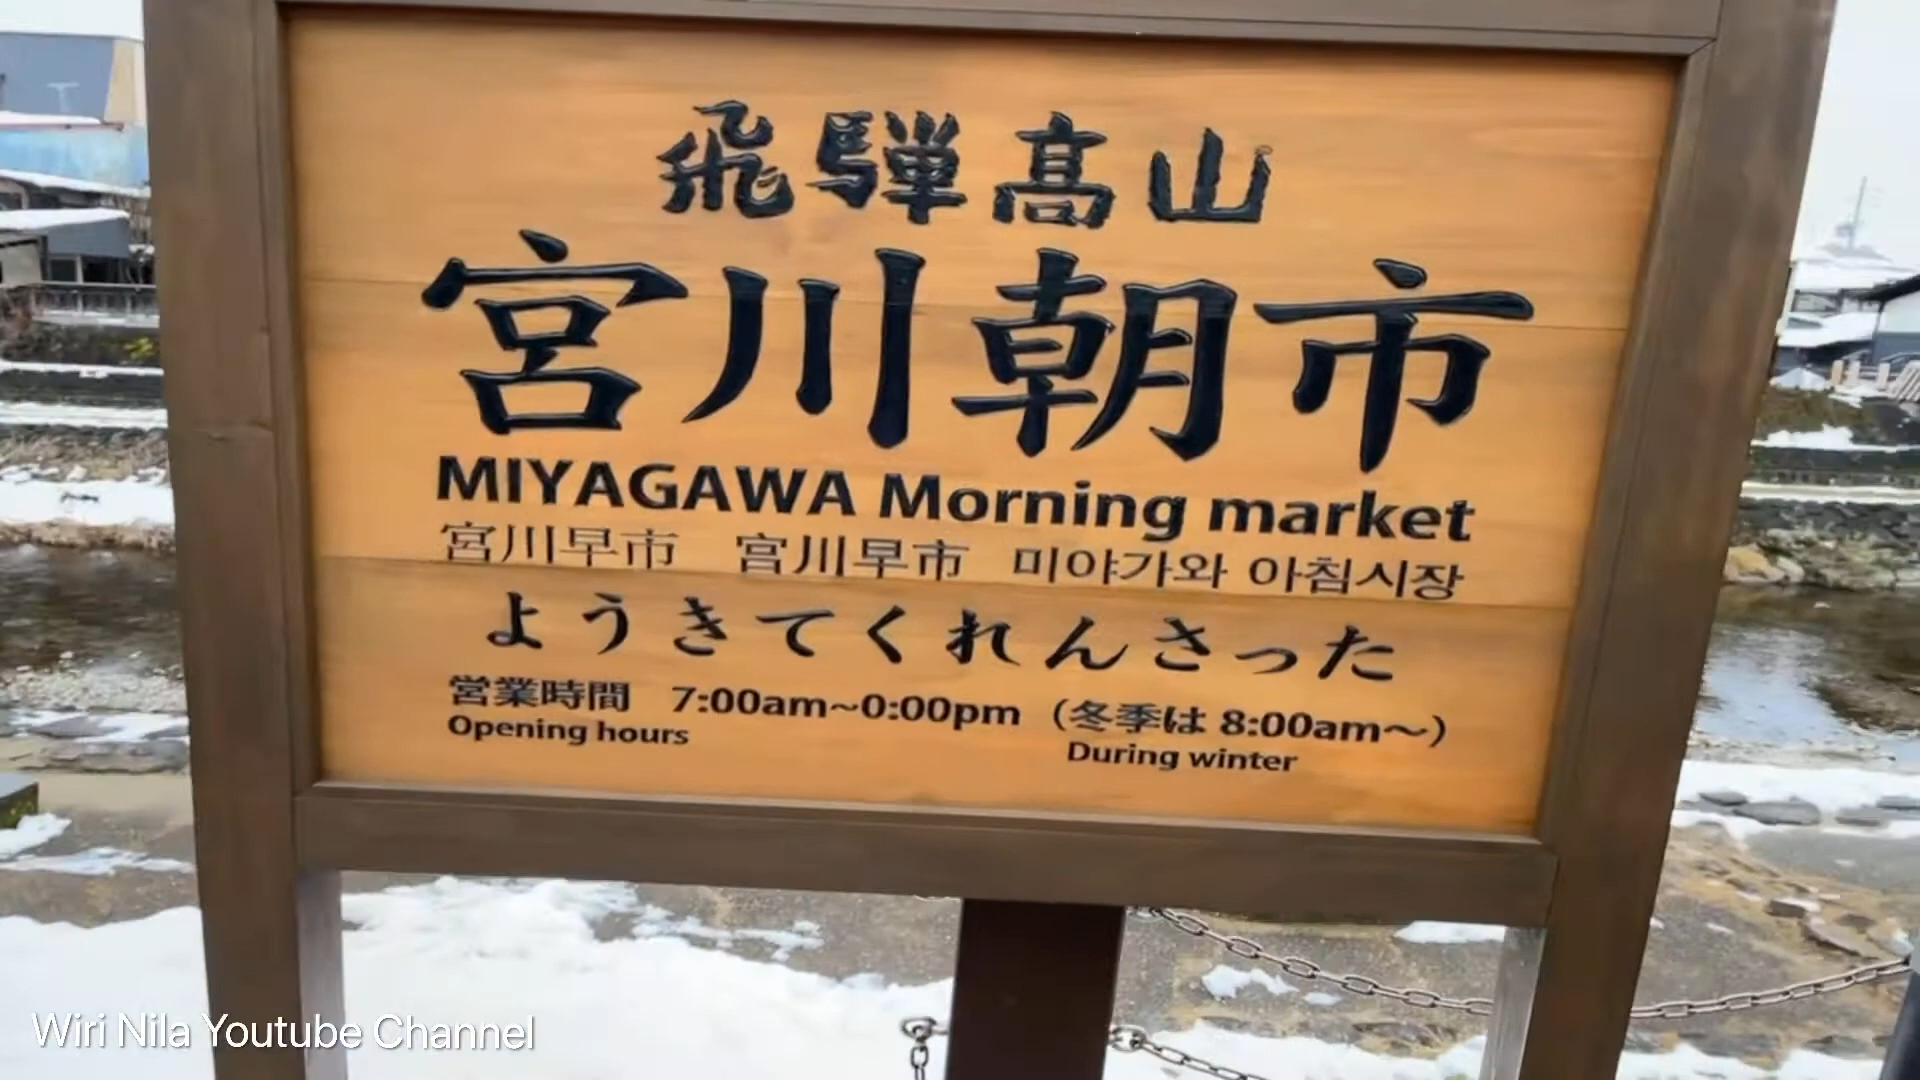 飛騨高山
宮川朝市
MIYAGAWA Morning market
宮川早市 宫川早市 미야가와 아침시장
ようきてくれんさった
営業時間 7:00am~0:00pm (冬季は 8:00am～)
Opening hours During winter
Wiri Nila Youtube Channel